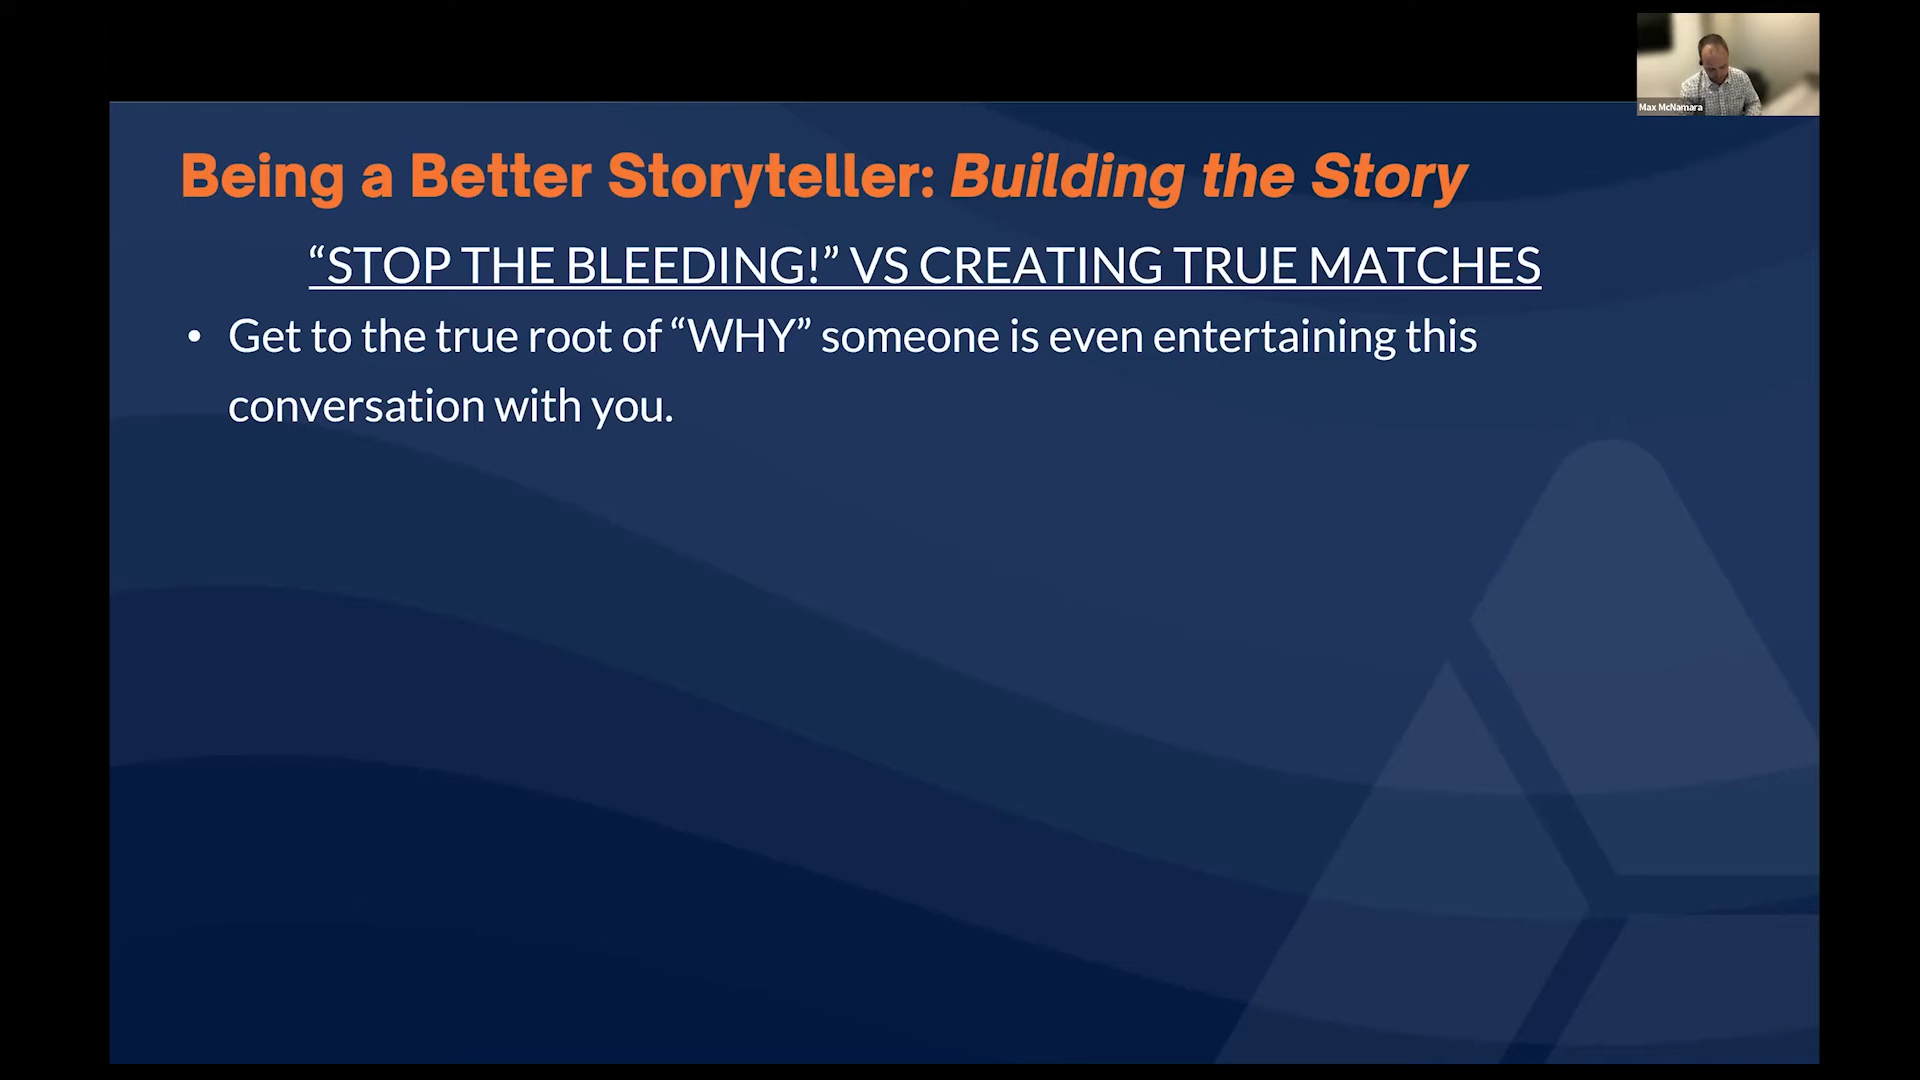 Max McNamara
Being a Better Storyteller: Building the Story
“STOP THE BLEEDING!” VS CREATING TRUE MATCHES
• Get to the true root of “WHY” someone is even entertaining this
conversation with you.